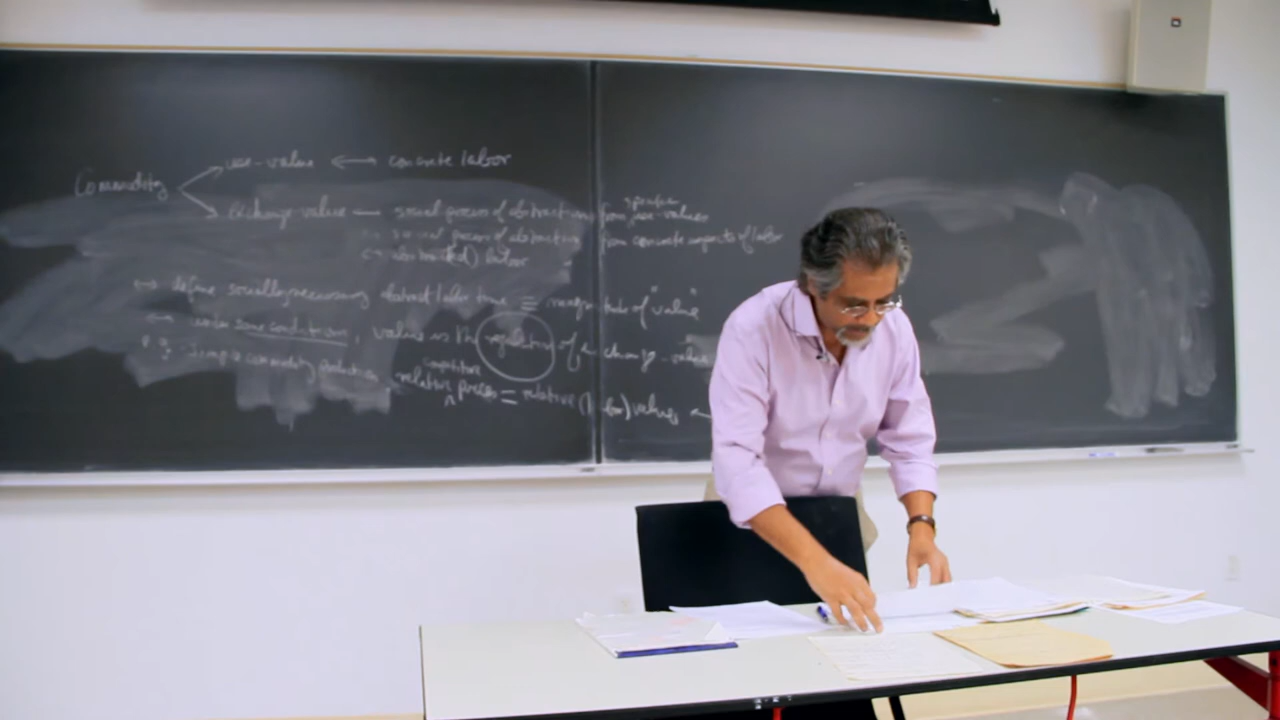 Commodity use-value ⟷ concrete labor
Exchange value — social process of abstraction from specific use-values
social process of abstraction from concrete aspects of labor
(abstracted) labor
define socially necessary abstract labor time ≡ magnitude of "value"
under some conditions, value is the regulator of exchange-value
e.g. simple commodity production
competitive
relative prices = relative (labor) values